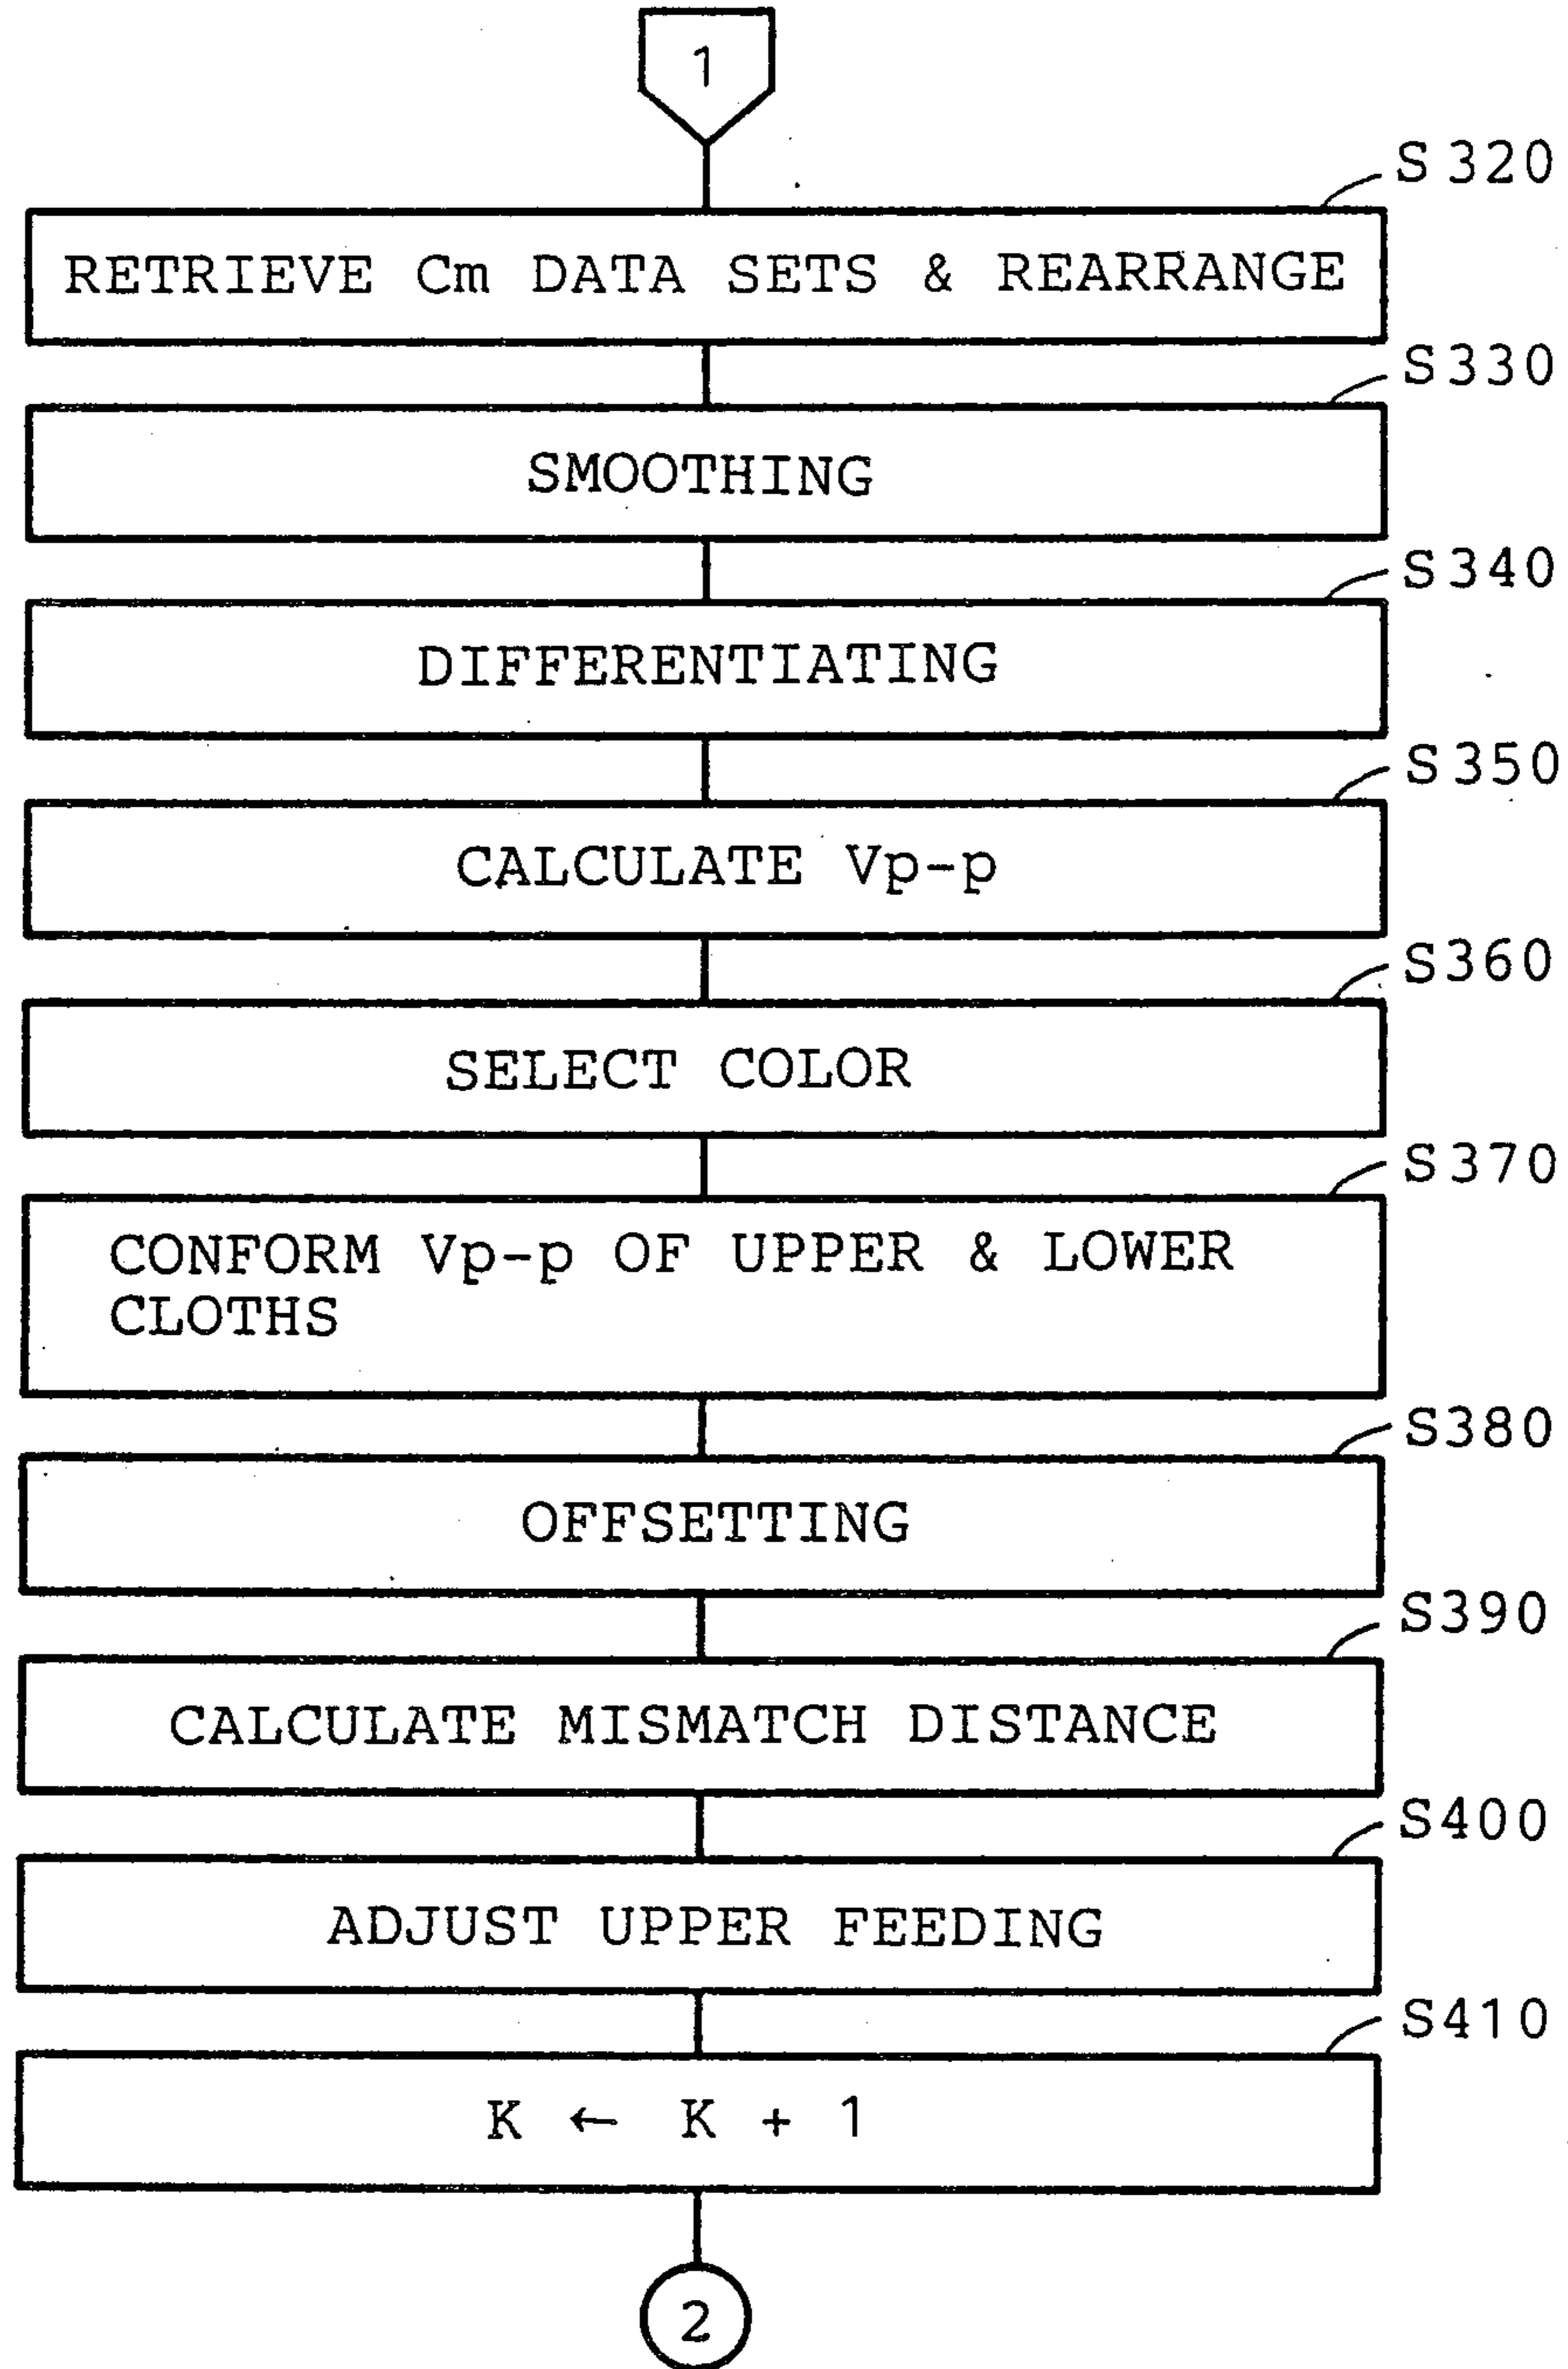 1
S320
RETRIEVE Cm DATA SETS & REARRANGE
S330
SMOOTHING
S340
DIFFERENTIATING
S350
CALCULATE Vp-p
S360
SELECT COLOR
S370
CONFORM Vp-p OF UPPER & LOWER
CLOTHS
S380
OFFSETTING
S390
CALCULATE MISMATCH DISTANCE
S400
ADJUST UPPER FEEDING
S410
K ← K + 1
2